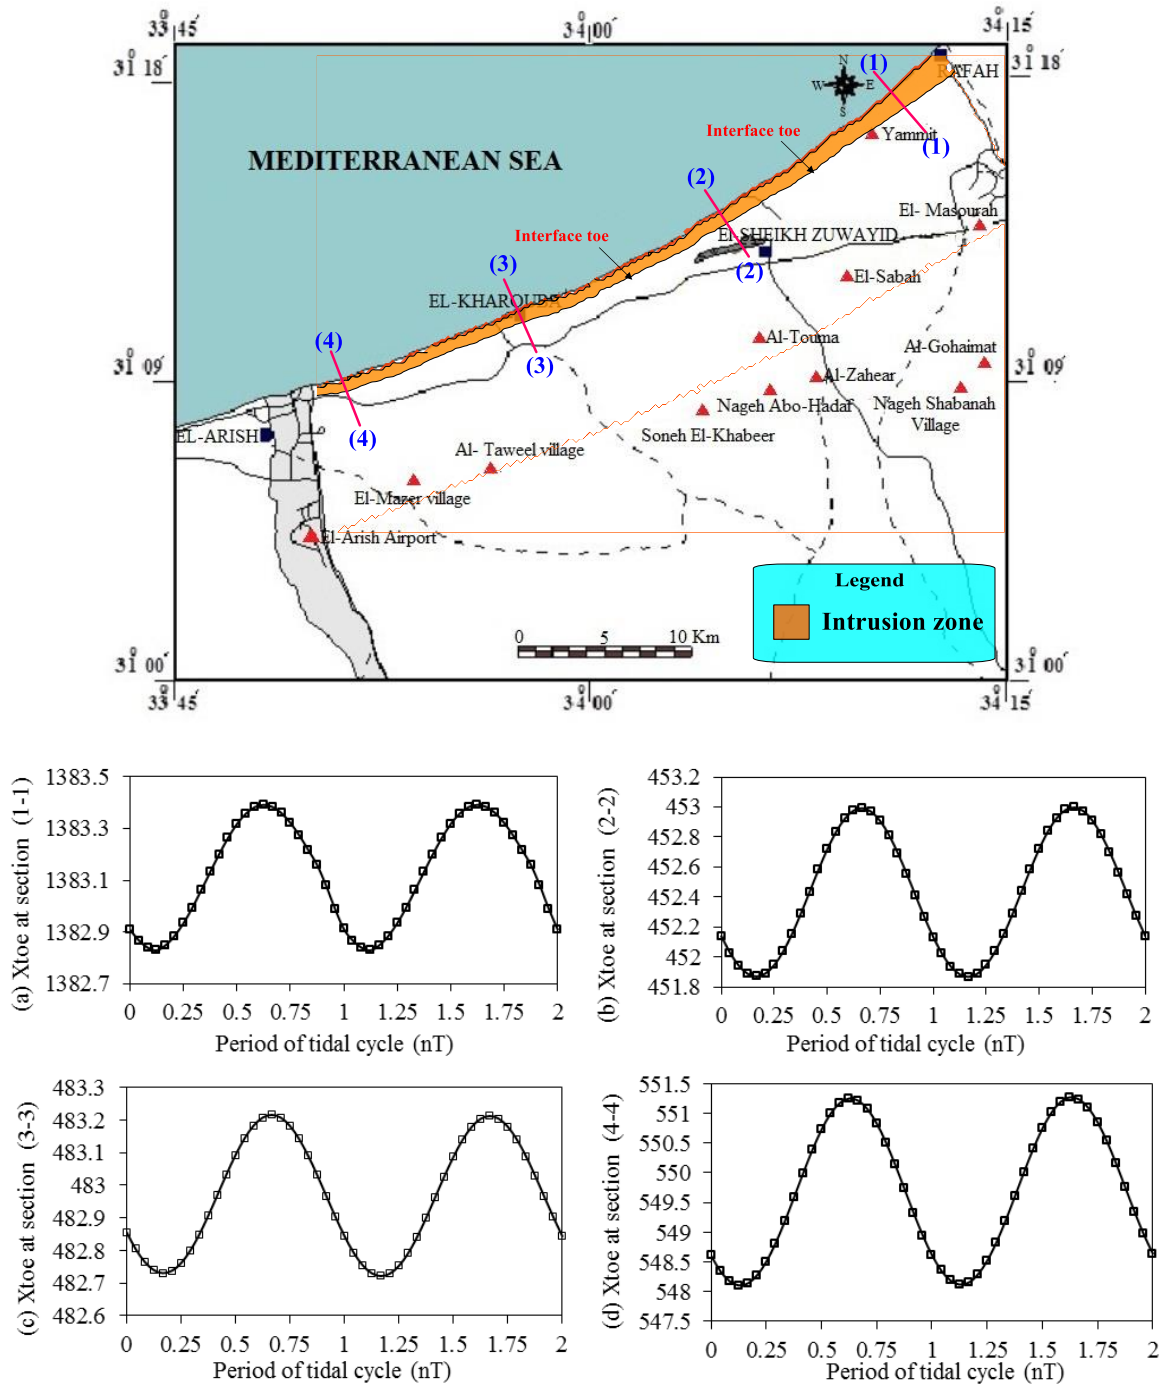 33° 45′
34° 00′
34° 15′
31° 18′
31° 18′
(1)
N
W E
S
RAFAH
Interface toe
Yammit
(1)
MEDITERRANEAN SEA
(2)
El- Masourah
Interface toe
El-SHEIKH ZUWAYID
(3)
(2)
El-Sabah
EL-KHAROUBA
(4)
Al-Touma
Al-Gohaimat
31° 09′
(3)
31° 09′
Al-Zahear
Nageh Abo-Hadaf
Nageh Shabanah
Village
EL-ARISH
(4)
Soneh El-Khabeer
Al- Taweel village
El-Mazer village
El-Arish Airport
Legend
Intrusion zone
0 5 10 Km
31° 00′
31° 00′
33° 45′
34° 00′
34° 15′
(a) Xtoe at section (1-1)
1383.5
1383.3
1383.1
1382.9
1382.7
0 0.25 0.5 0.75 1 1.25 1.5 1.75 2
Period of tidal cycle (nT)
(b) Xtoe at section (2-2)
453.2
453
452.8
452.6
452.4
452.2
452
451.8
0 0.25 0.5 0.75 1 1.25 1.5 1.75 2
Period of tidal cycle (nT)
(c) Xtoe at section (3-3)
483.3
483.2
483.1
483
482.9
482.8
482.7
482.6
0 0.25 0.5 0.75 1 1.25 1.5 1.75 2
Period of tidal cycle (nT)
(d) Xtoe at section (4-4)
551.5
551
550.5
550
549.5
549
548.5
548
547.5
0 0.25 0.5 0.75 1 1.25 1.5 1.75 2
Period of tidal cycle (nT)